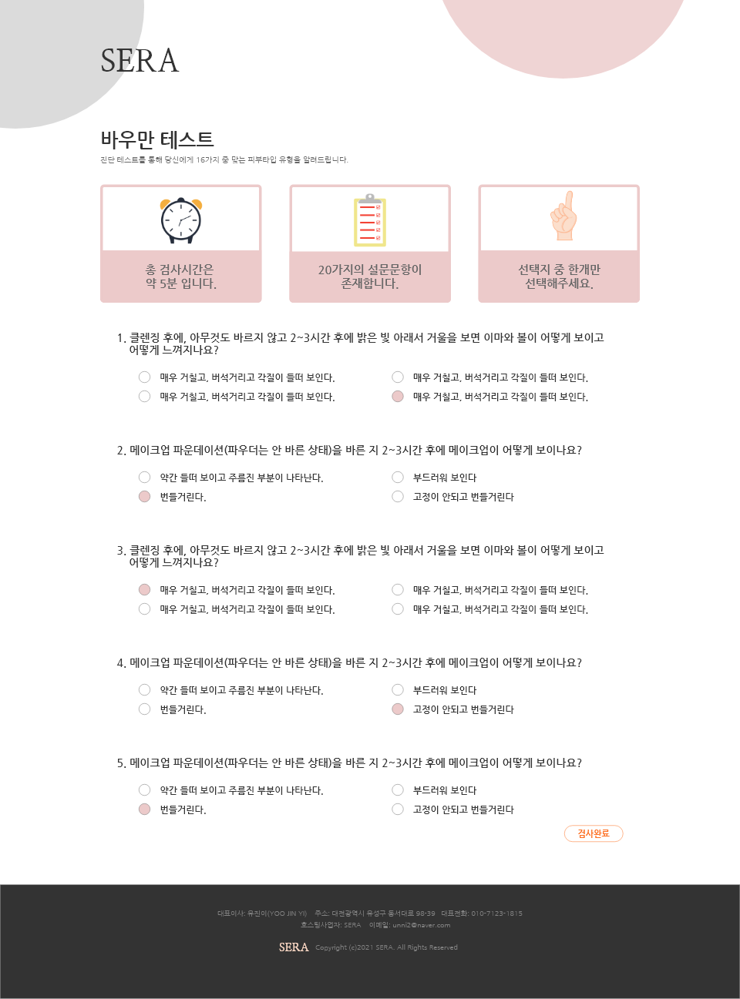 SERA
바우만 테스트
진단 테스트를 통해 당신에게 16가지 중 맞는 피부타입 유형을 알려드립니다.
총 검사시간은
약 5분 입니다.
20가지의 설문문항이
존재합니다.
선택지 중 한개만
선택해주세요.
1. 클렌징 후에, 아무것도 바르지 않고 2~3시간 후에 밝은 빛 아래서 거울을 보면 이마와 볼이 어떻게 보이고
어떻게 느껴지나요?
매우 거칠고, 버석거리고 각질이 들떠 보인다.
매우 거칠고, 버석거리고 각질이 들떠 보인다.
매우 거칠고, 버석거리고 각질이 들떠 보인다.
매우 거칠고, 버석거리고 각질이 들떠 보인다.
2. 메이크업 파운데이션(파우더는 안 바른 상태)을 바른 지 2~3시간 후에 메이크업이 어떻게 보이나요?
약간 들떠 보이고 주름진 부분이 나타난다.
부드러워 보인다
번들거린다.
고정이 안되고 번들거린다
3. 클렌징 후에, 아무것도 바르지 않고 2~3시간 후에 밝은 빛 아래서 거울을 보면 이마와 볼이 어떻게 보이고
어떻게 느껴지나요?
매우 거칠고, 버석거리고 각질이 들떠 보인다.
매우 거칠고, 버석거리고 각질이 들떠 보인다.
매우 거칠고, 버석거리고 각질이 들떠 보인다.
매우 거칠고, 버석거리고 각질이 들떠 보인다.
4. 메이크업 파운데이션(파우더는 안 바른 상태)을 바른 지 2~3시간 후에 메이크업이 어떻게 보이나요?
약간 들떠 보이고 주름진 부분이 나타난다.
부드러워 보인다
번들거린다.
고정이 안되고 번들거린다
5. 메이크업 파운데이션(파우더는 안 바른 상태)을 바른 지 2~3시간 후에 메이크업이 어떻게 보이나요?
약간 들떠 보이고 주름진 부분이 나타난다.
부드러워 보인다
번들거린다.
고정이 안되고 번들거린다
검사완료
대표이사: 유진이(YOO JIN YI) 주소: 대전광역시 유성구 동서대로 98-39 대표전화: 010-7123-1815
호스팅사업자: SERA 이메일: unni2@naver.com
SERA Copyright (c)2021 SERA. All Rights Reserved